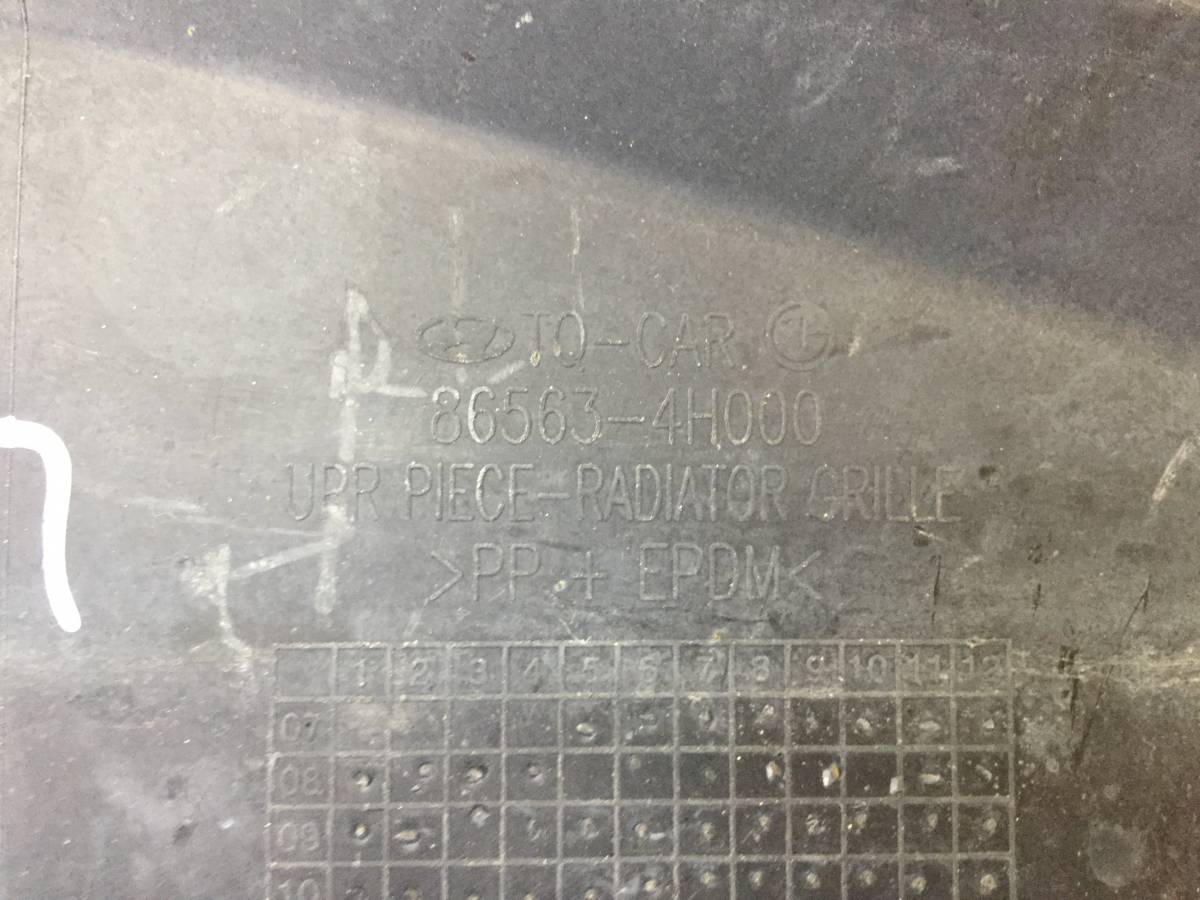 TQ-CAR
86563-4H000
UPR PIECE-RADIATOR GRILLE
>PP + EPDM<
1 2 3 4 5 6 7 8 9 10 11 12
07
08
09
10